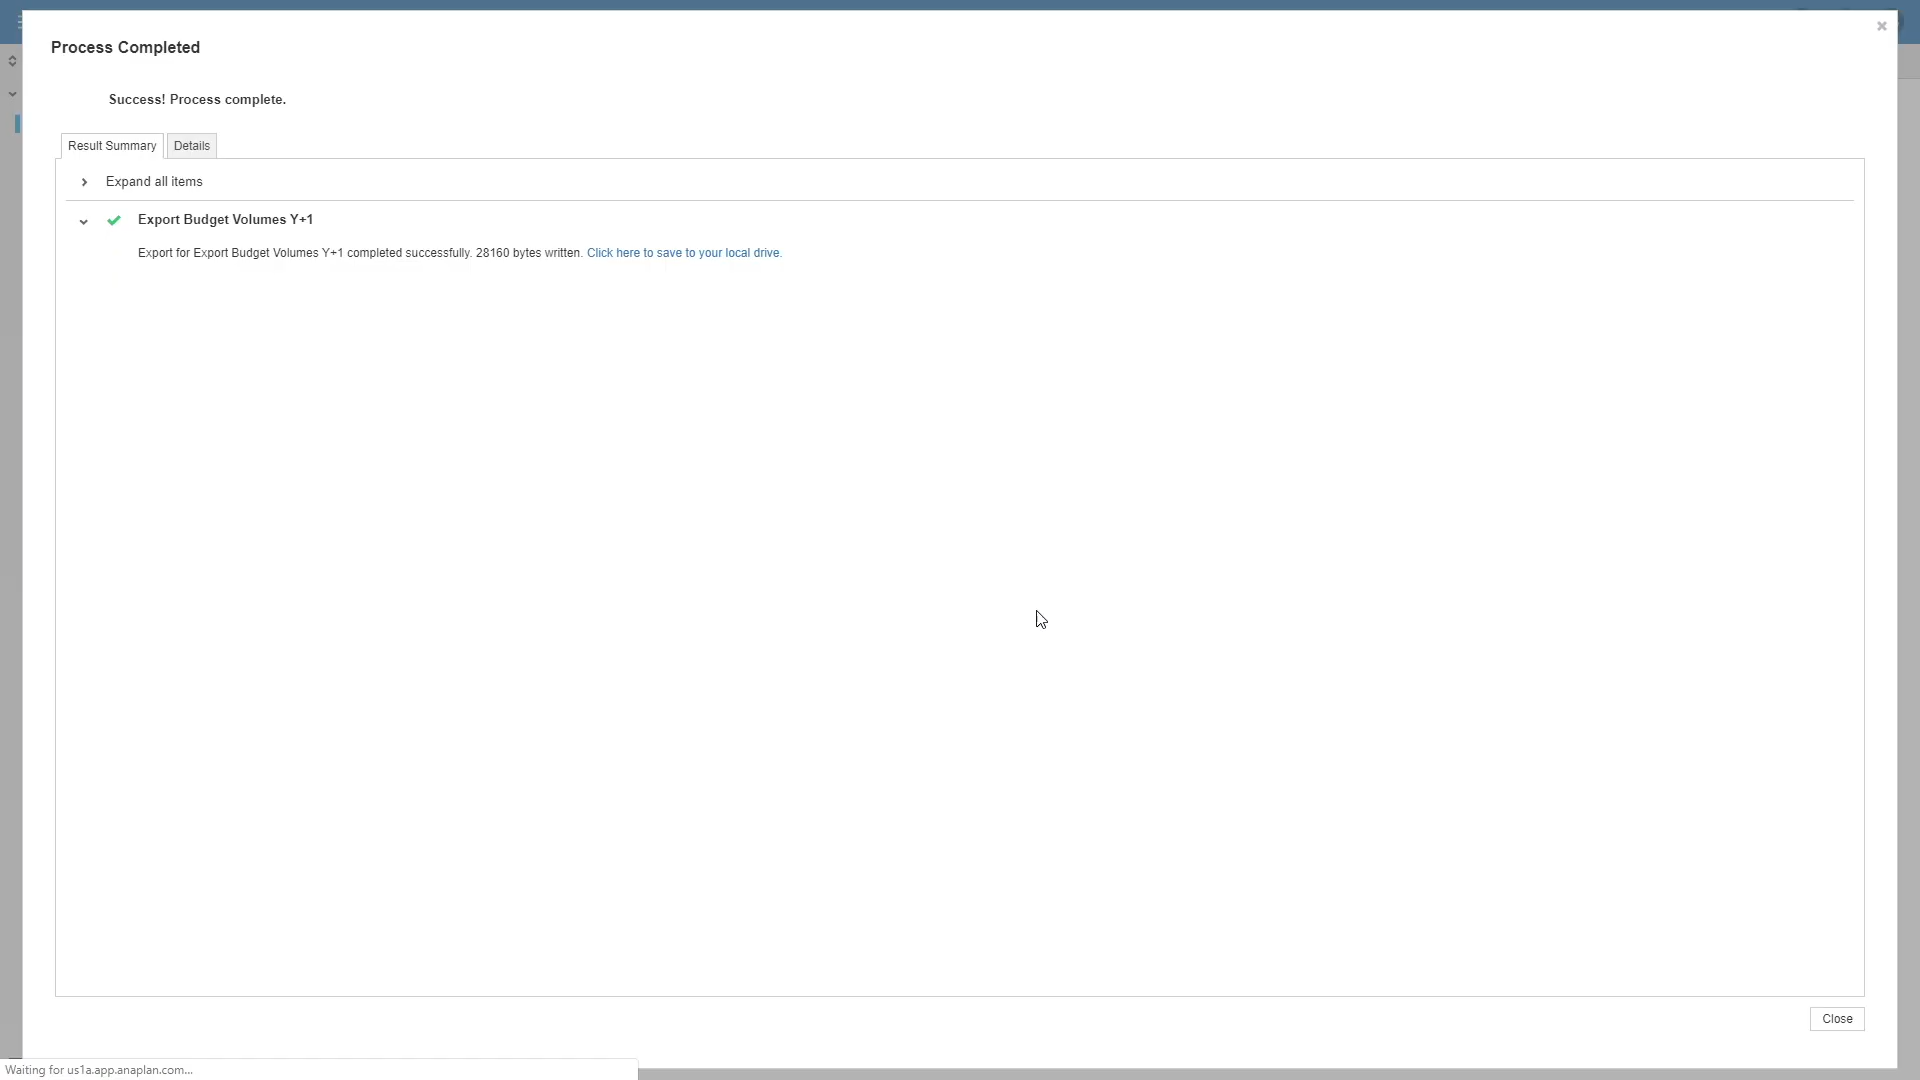 Process Completed
Success! Process complete.
Result Summary Details
Expand all items
Export Budget Volumes Y+1
Export for Export Budget Volumes Y+1 completed successfully. 28160 bytes written. Click here to save to your local drive.
Close
Waiting for us1a.app.anaplan.com...